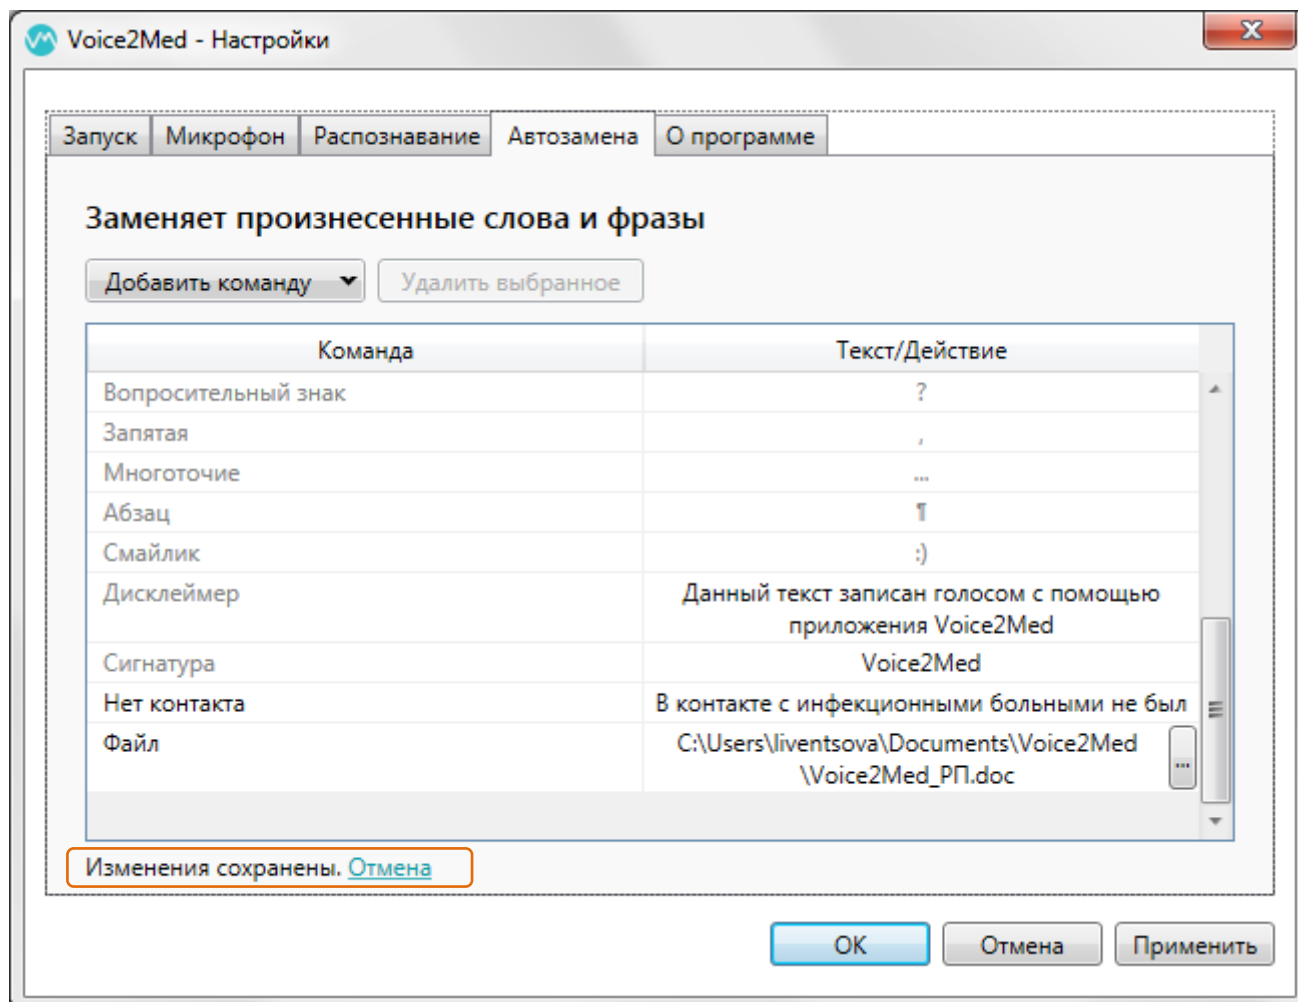 Voice2Med - Настройки
Запуск Микрофон Распознавание Автозамена О программе
Заменяет произнесенные слова и фразы
Добавить команду Удалить выбранное
Команда Текст/Действие
Вопросительный знак ?
Запятая ,
Многоточие ...
Абзац ¶
Смайлик :)
Дисклеймер Данный текст записан голосом с помощью
приложения Voice2Med
Сигнатура Voice2Med
Нет контакта В контакте с инфекционными больными не был
Файл C:\Users\liventsova\Documents\Voice2Med
\Voice2Med_РП.doc ...
Изменения сохранены. Отмена
ОК Отмена Применить